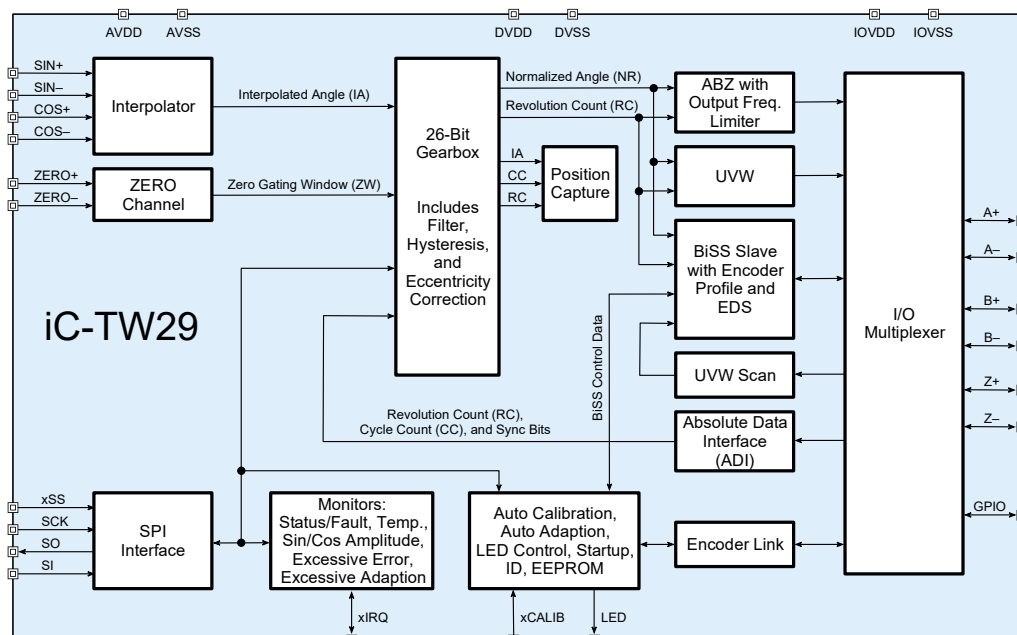 AVDD
AVSS
DVDD
DVSS
IOVDD
IOVSS
SIN+
SIN–
COS+
COS–
Interpolator
Interpolated Angle (IA)
ZERO+
ZERO–
ZERO
Channel
Zero Gating Window (ZW)
26-Bit
Gearbox
Includes
Filter,
Hysteresis,
and
Eccentricity
Correction
Normalized Angle (NR)
Revolution Count (RC)
IA
CC
RC
Position
Capture
ABZ with
Output Freq.
Limiter
UVW
BiSS Slave
with Encoder
Profile and
EDS
UVW Scan
Absolute Data
Interface
(ADI)
I/O
Multiplexer
A+
A–
B+
B–
Z+
Z–
GPIO
iC-TW29
BiSS Control Data
Revolution Count (RC),
Cycle Count (CC), and Sync Bits
xSS
SCK
SO
SI
SPI
Interface
Monitors:
Status/Fault, Temp.,
Sin/Cos Amplitude,
Excessive Error,
Excessive Adaption
Auto Calibration,
Auto Adaption,
LED Control, Startup,
ID, EEPROM
Encoder Link
xIRQ
xCALIB
LED